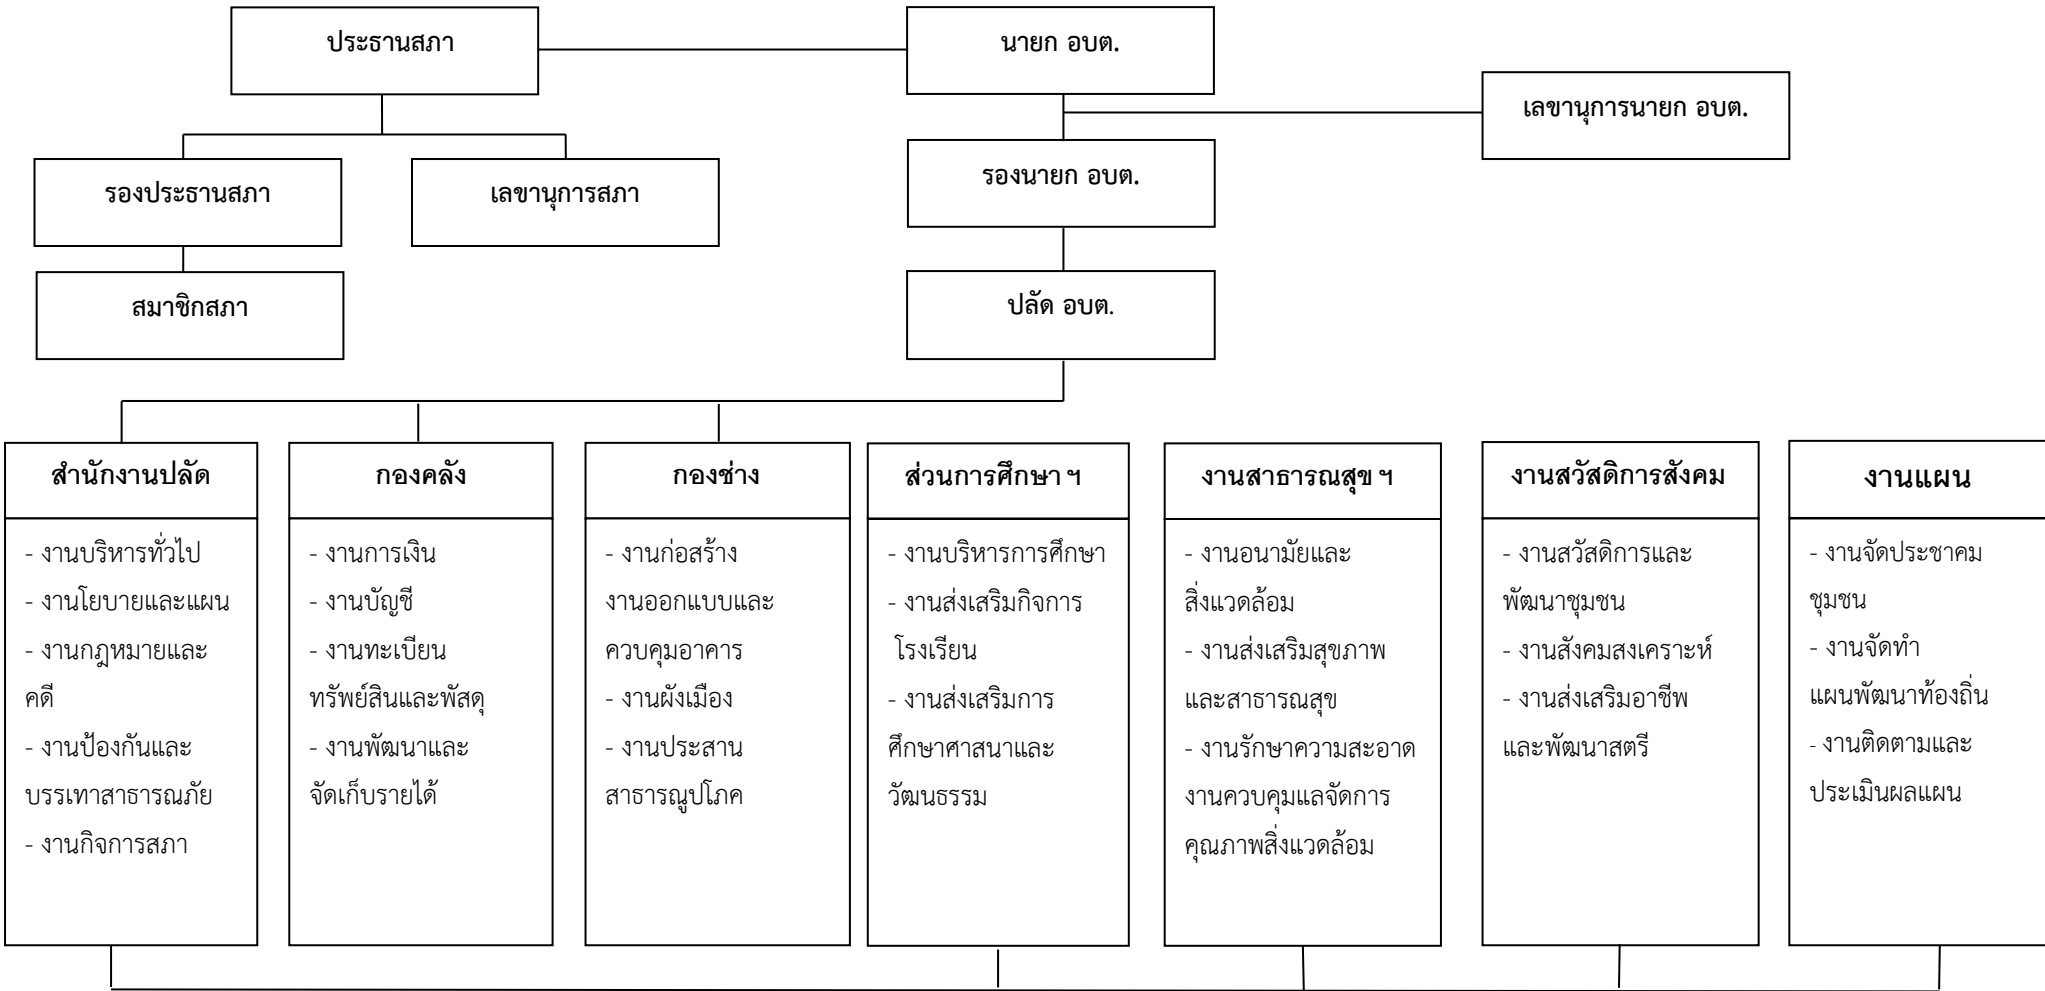 ประธานสภา
นายก อบต.
เลขานุการนายก อบต.
รองประธานสภา
เลขานุการสภา
รองนายก อบต.
สมาชิกสภา
ปลัด อบต.
สำนักงานปลัด
- งานบริหารทั่วไป
- งานโยบายและแผน
- งานกฎหมายและ
คดี
- งานป้องกันและ
บรรเทาสาธารณภัย
- งานกิจการสภา
กองคลัง
- งานการเงิน
- งานบัญชี
- งานทะเบียน
ทรัพย์สินและพัสดุ
- งานพัฒนาและ
จัดเก็บรายได้
กองช่าง
- งานก่อสร้าง
งานออกแบบและ
ควบคุมอาคาร
- งานผังเมือง
- งานประสาน
สาธารณูปโภค
ส่วนการศึกษา ฯ
- งานบริหารการศึกษา
- งานส่งเสริมกิจการ
โรงเรียน
- งานส่งเสริมการ
ศึกษาศาสนาและ
วัฒนธรรม
งานสาธารณสุข ฯ
- งานอนามัยและ
สิ่งแวดล้อม
- งานส่งเสริมสุขภาพ
และสาธารณสุข
- งานรักษาความสะอาด
งานควบคุมแลจัดการ
คุณภาพสิ่งแวดล้อม
งานสวัสดิการสังคม
- งานสวัสดิการและ
พัฒนาชุมชน
- งานสังคมสงเคราะห์
- งานส่งเสริมอาชีพ
และพัฒนาสตรี
งานแผน
- งานจัดประชาคม
ชุมชน
- งานจัดทำ
แผนพัฒนาท้องถิ่น
- งานติดตามและ
ประเมินผลแผน